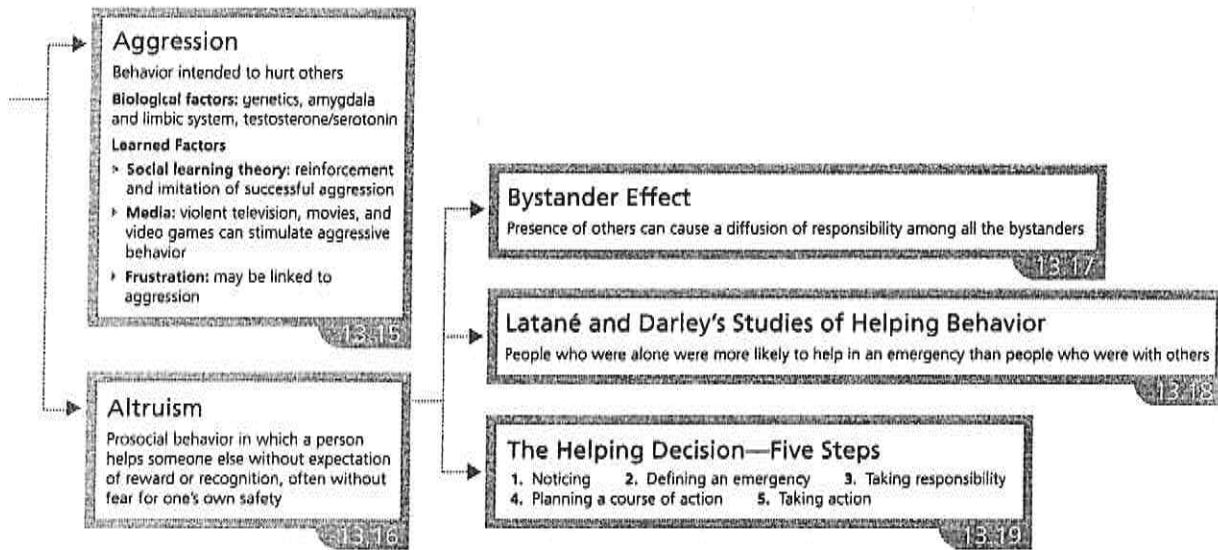 Aggression
Behavior intended to hurt others
Biological factors: genetics, amygdala
and limbic system, testosterone/serotonin
Learned Factors
▸ Social learning theory: reinforcement
and imitation of successful aggression
▸ Media: violent television, movies, and
video games can stimulate aggressive
behavior
▸ Frustration: may be linked to
aggression
13.15
Altruism
Prosocial behavior in which a person
helps someone else without expectation
of reward or recognition, often without
fear for one's own safety
13.16
Bystander Effect
Presence of others can cause a diffusion of responsibility among all the bystanders
13.17
Latané and Darley's Studies of Helping Behavior
People who were alone were more likely to help in an emergency than people who were with others
13.18
The Helping Decision—Five Steps
1. Noticing 2. Defining an emergency 3. Taking responsibility
4. Planning a course of action 5. Taking action
13.19